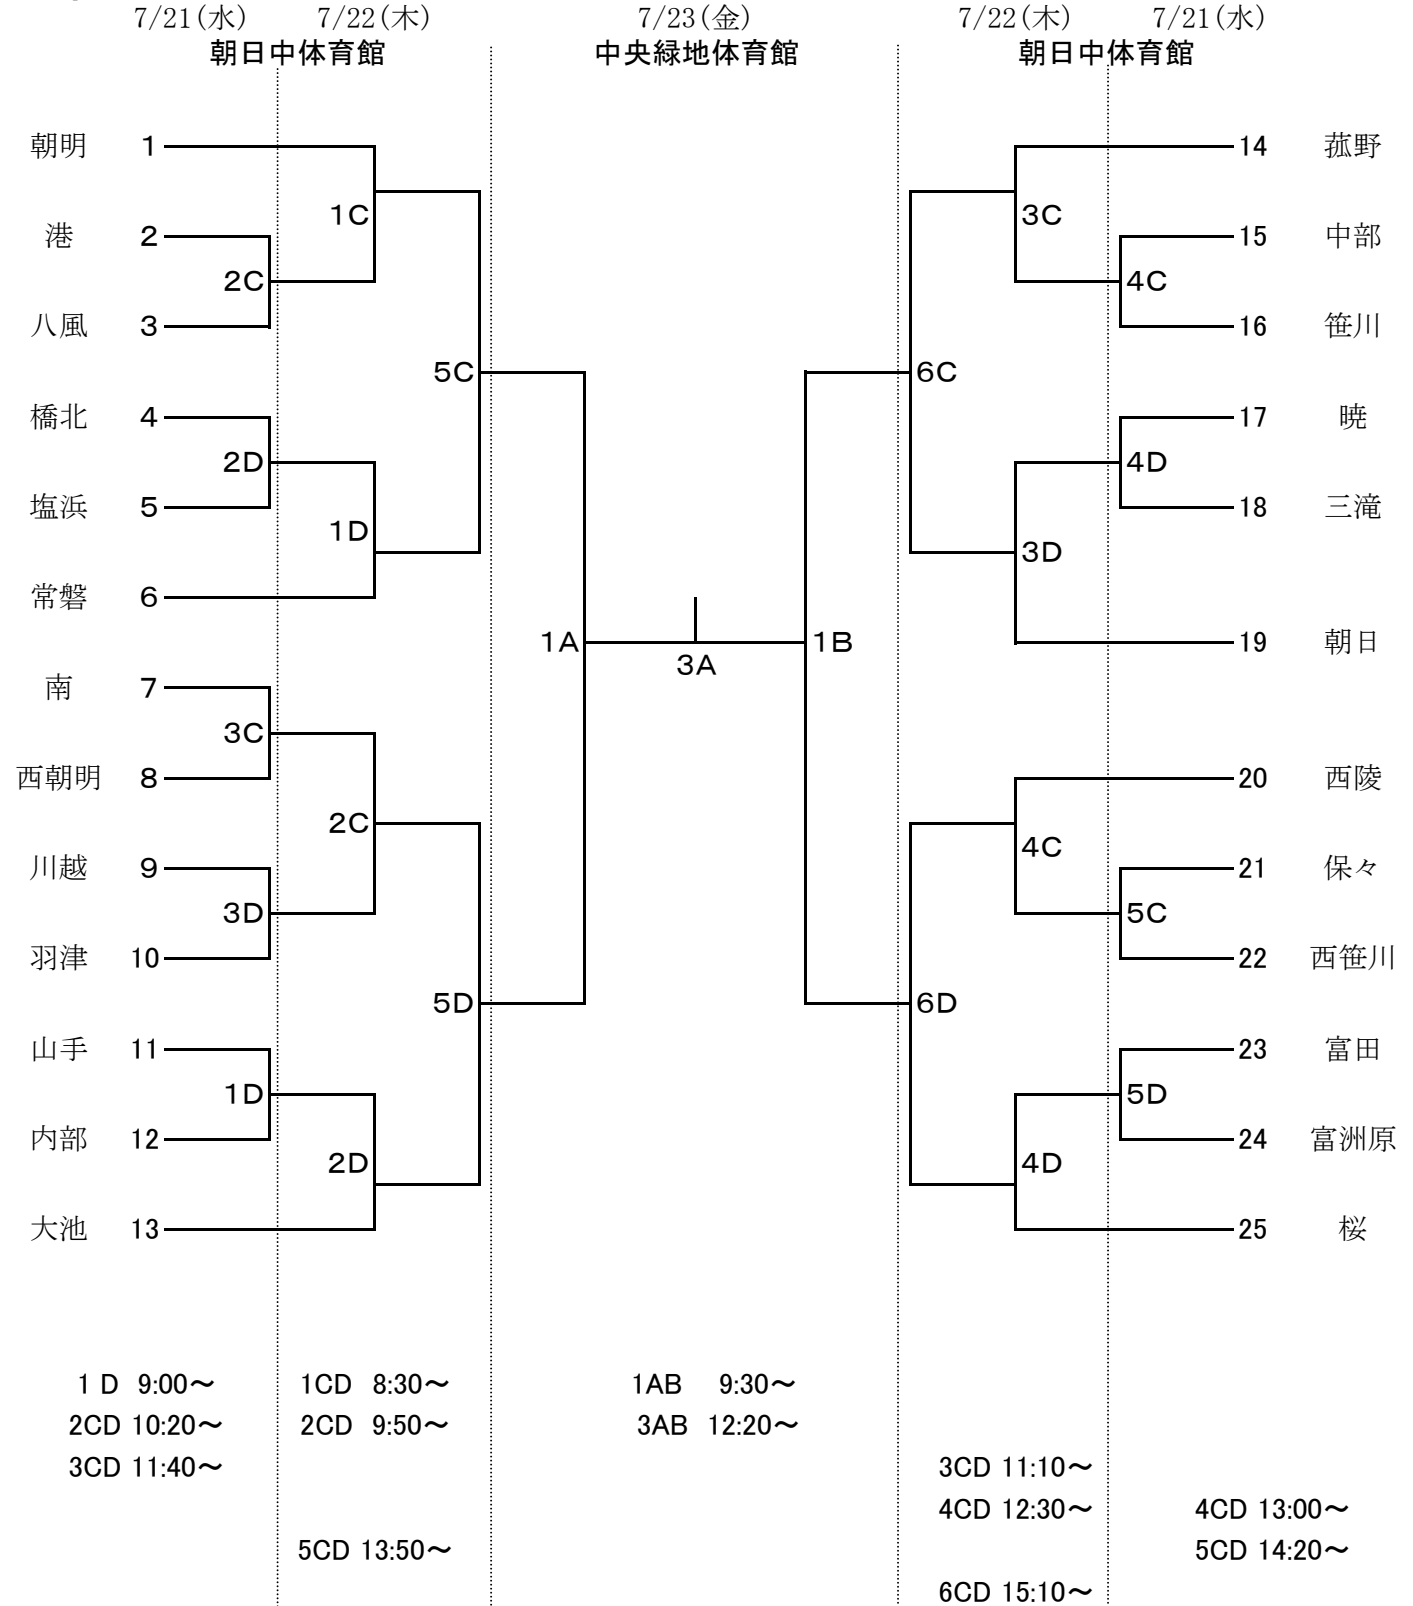 7/21(水) 7/22(木) 7/23(金) 7/22(木) 7/21(水)
朝日中体育館 中央緑地体育館 朝日中体育館
朝明 1 14 菰野
1C 3C
港 2 15 中部
2C 4C
八風 3 16 笹川
5C 6C
橋北 4 17 暁
2D 4D
塩浜 5 18 三滝
1D 3D
常磐 6
1A 1B 19 朝日
3A
南 7
3C
西朝明 8 20 西陵
2C 4C
川越 9 21 保々
3D 5C
羽津 10 22 西笹川
5D 6D
山手 11 23 富田
1D 5D
内部 12 24 富洲原
2D 4D
大池 13 25 桜
1 D 9:00～ 1CD 8:30～ 1AB 9:30～
2CD 10:20～ 2CD 9:50～ 3AB 12:20～
3CD 11:40～ 3CD 11:10～
4CD 12:30～ 4CD 13:00～
5CD 13:50～ 5CD 14:20～
6CD 15:10～